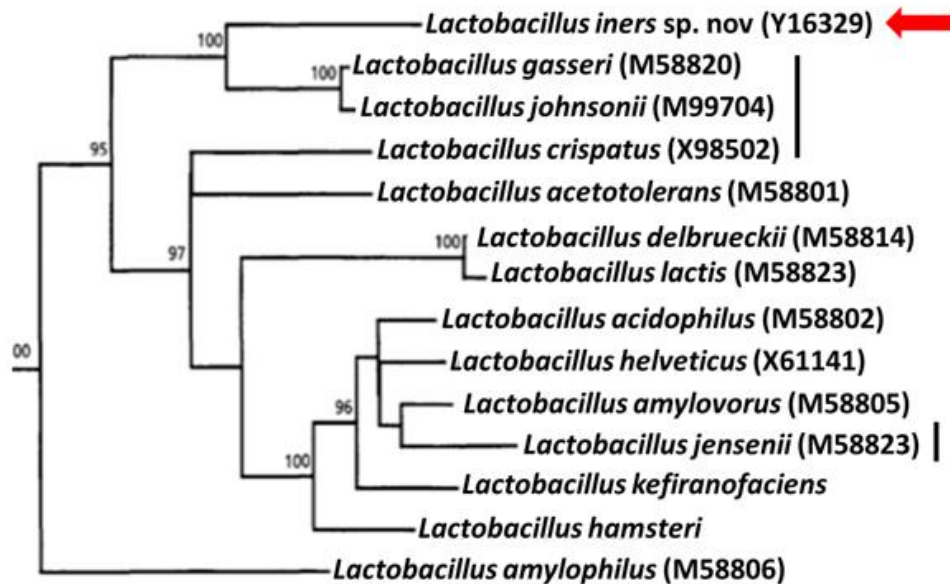 100
Lactobacillus iners sp. nov (Y16329)
100
Lactobacillus gasseri (M58820)
Lactobacillus johnsonii (M99704)
95
Lactobacillus crispatus (X98502)
Lactobacillus acetotolerans (M58801)
97
100
Lactobacillus delbrueckii (M58814)
Lactobacillus lactis (M58823)
Lactobacillus acidophilus (M58802)
00
Lactobacillus helveticus (X61141)
96
Lactobacillus amylovorus (M58805)
Lactobacillus jensenii (M58823)
100
Lactobacillus kefiranofaciens
Lactobacillus hamsteri
Lactobacillus amylophilus (M58806)